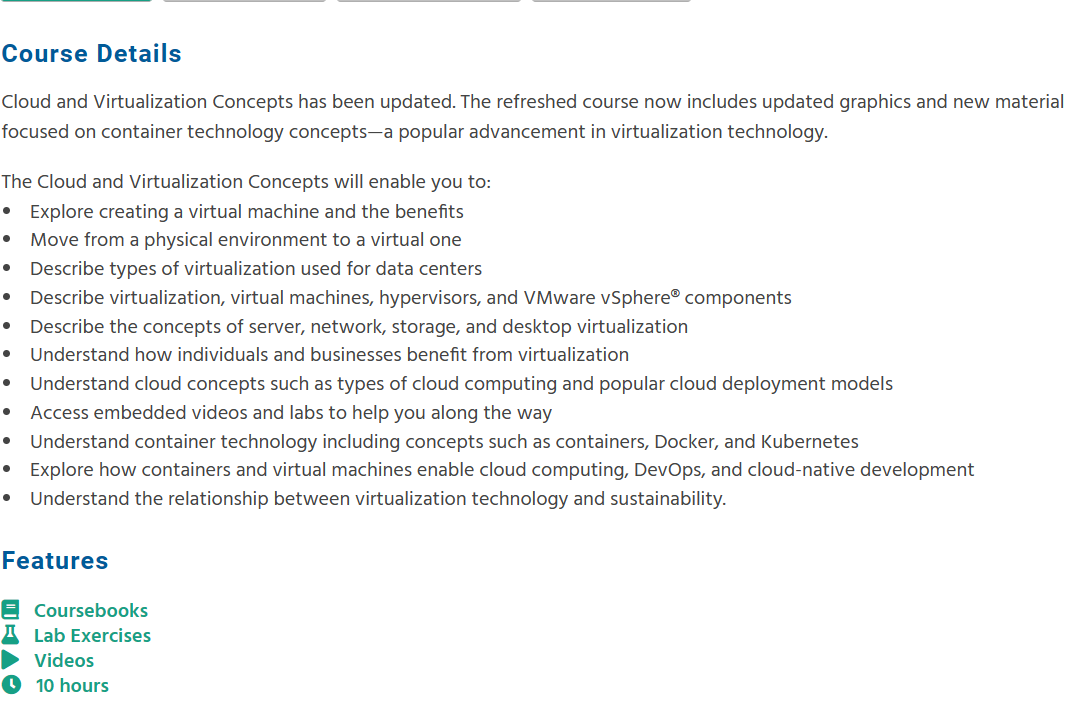 Course Details
Cloud and Virtualization Concepts has been updated. The refreshed course now includes updated graphics and new material
focused on container technology concepts—a popular advancement in virtualization technology.
The Cloud and Virtualization Concepts will enable you to:
• Explore creating a virtual machine and the benefits
• Move from a physical environment to a virtual one
• Describe types of virtualization used for data centers
• Describe virtualization, virtual machines, hypervisors, and VMware vSphere® components
• Describe the concepts of server, network, storage, and desktop virtualization
• Understand how individuals and businesses benefit from virtualization
• Understand cloud concepts such as types of cloud computing and popular cloud deployment models
• Access embedded videos and labs to help you along the way
• Understand container technology including concepts such as containers, Docker, and Kubernetes
• Explore how containers and virtual machines enable cloud computing, DevOps, and cloud-native development
• Understand the relationship between virtualization technology and sustainability.
Features
Coursebooks
Lab Exercises
Videos
10 hours